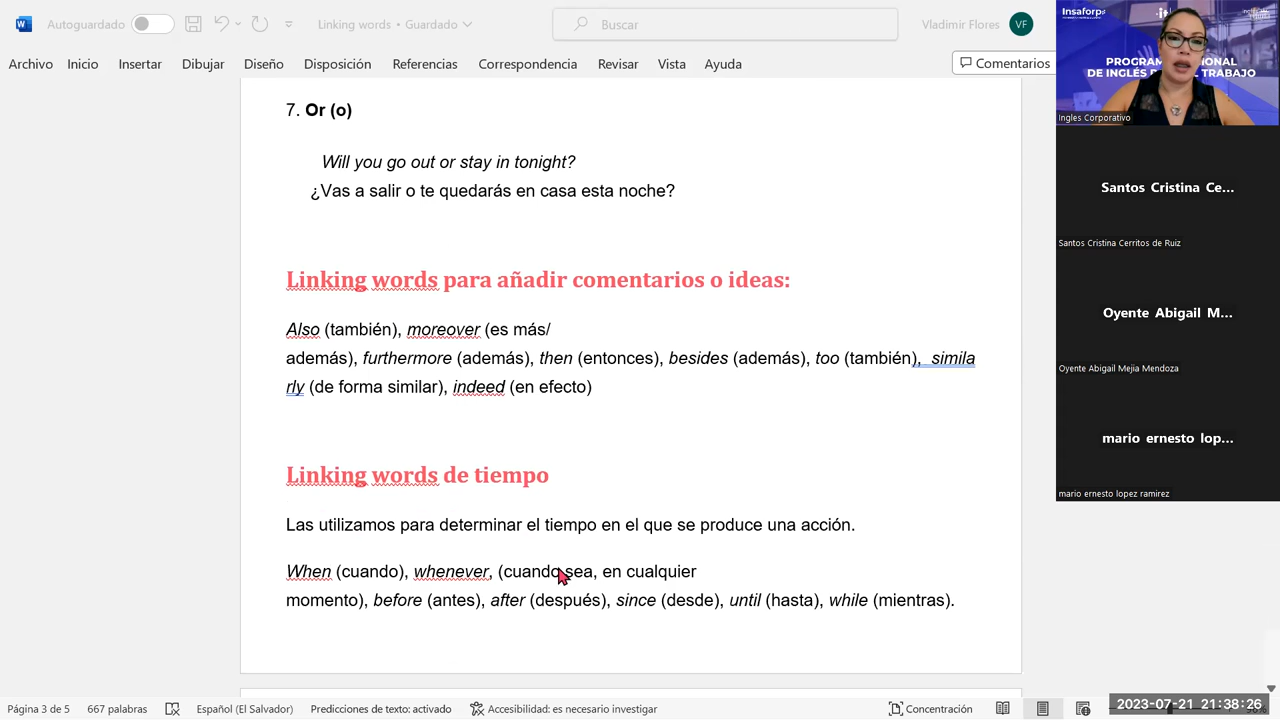 Autoguardado
Linking words • Guardado
Buscar
Vladimir Flores
VF
Archivo Inicio Insertar Dibujar Diseño Disposición Referencias Correspondencia Revisar Vista Ayuda
Comentarios
7. Or (o)
Will you go out or stay in tonight?
¿Vas a salir o te quedarás en casa esta noche?
Linking words para añadir comentarios o ideas:
Also (también), moreover (es más/
además), furthermore (además), then (entonces), besides (además), too (también), simila
rly (de forma similar), indeed (en efecto)
Linking words de tiempo
Las utilizamos para determinar el tiempo en el que se produce una acción.
When (cuando), whenever, (cuando sea, en cualquier
momento), before (antes), after (después), since (desde), until (hasta), while (mientras).
Página 3 de 5
667 palabras
Español (El Salvador)
Predicciones de texto: activado
Accesibilidad: es necesario investigar
Concentración
2023-07-21 21:38:26
Insaforp
Ingles Corporativo
Santos Cristina Ce...
Santos Cristina Cerritos de Ruiz
Oyente Abigail M...
Oyente Abigail Mejia Mendoza
mario ernesto lop...
mario ernesto lopez ramirez